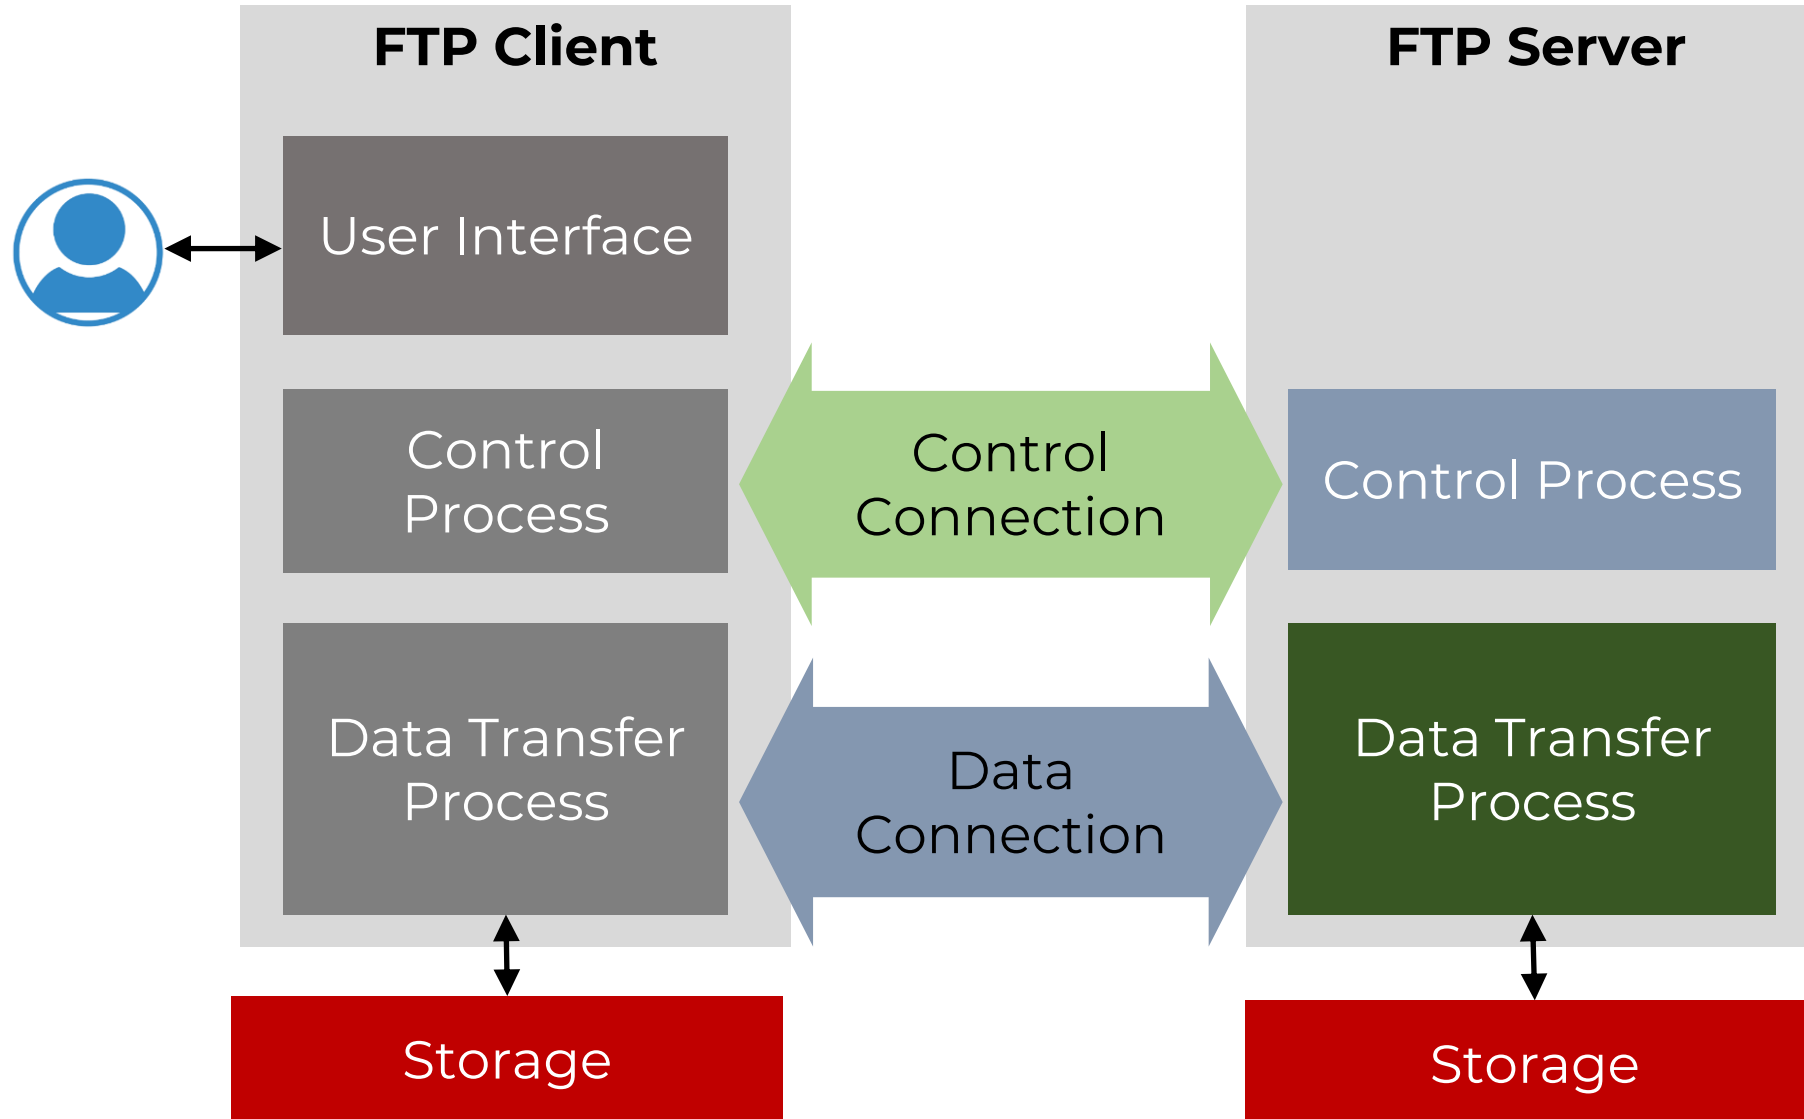 FTP Client
FTP Server
User Interface
Control
Process
Control
Connection
Control Process
Data Transfer
Process
Data
Connection
Data Transfer
Process
Storage
Storage